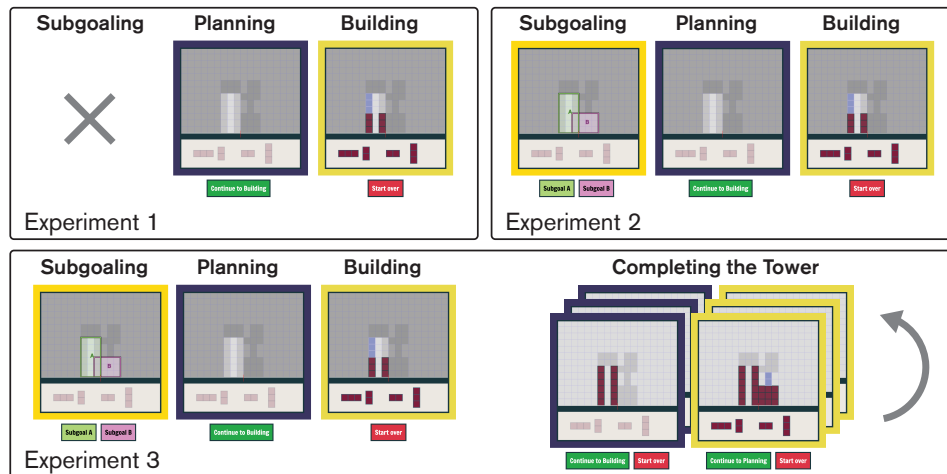 Subgoaling Planning Building
Continue to Building Start over
Experiment 1
Subgoaling Planning Building
A
B
Subgoal A Subgoal B Continue to Building Start over
Experiment 2
Subgoaling Planning Building Completing the Tower
A
B
Subgoal A Subgoal B Continue to Building Start over
Continue to Building Start over Continue to Planning Start over
Experiment 3